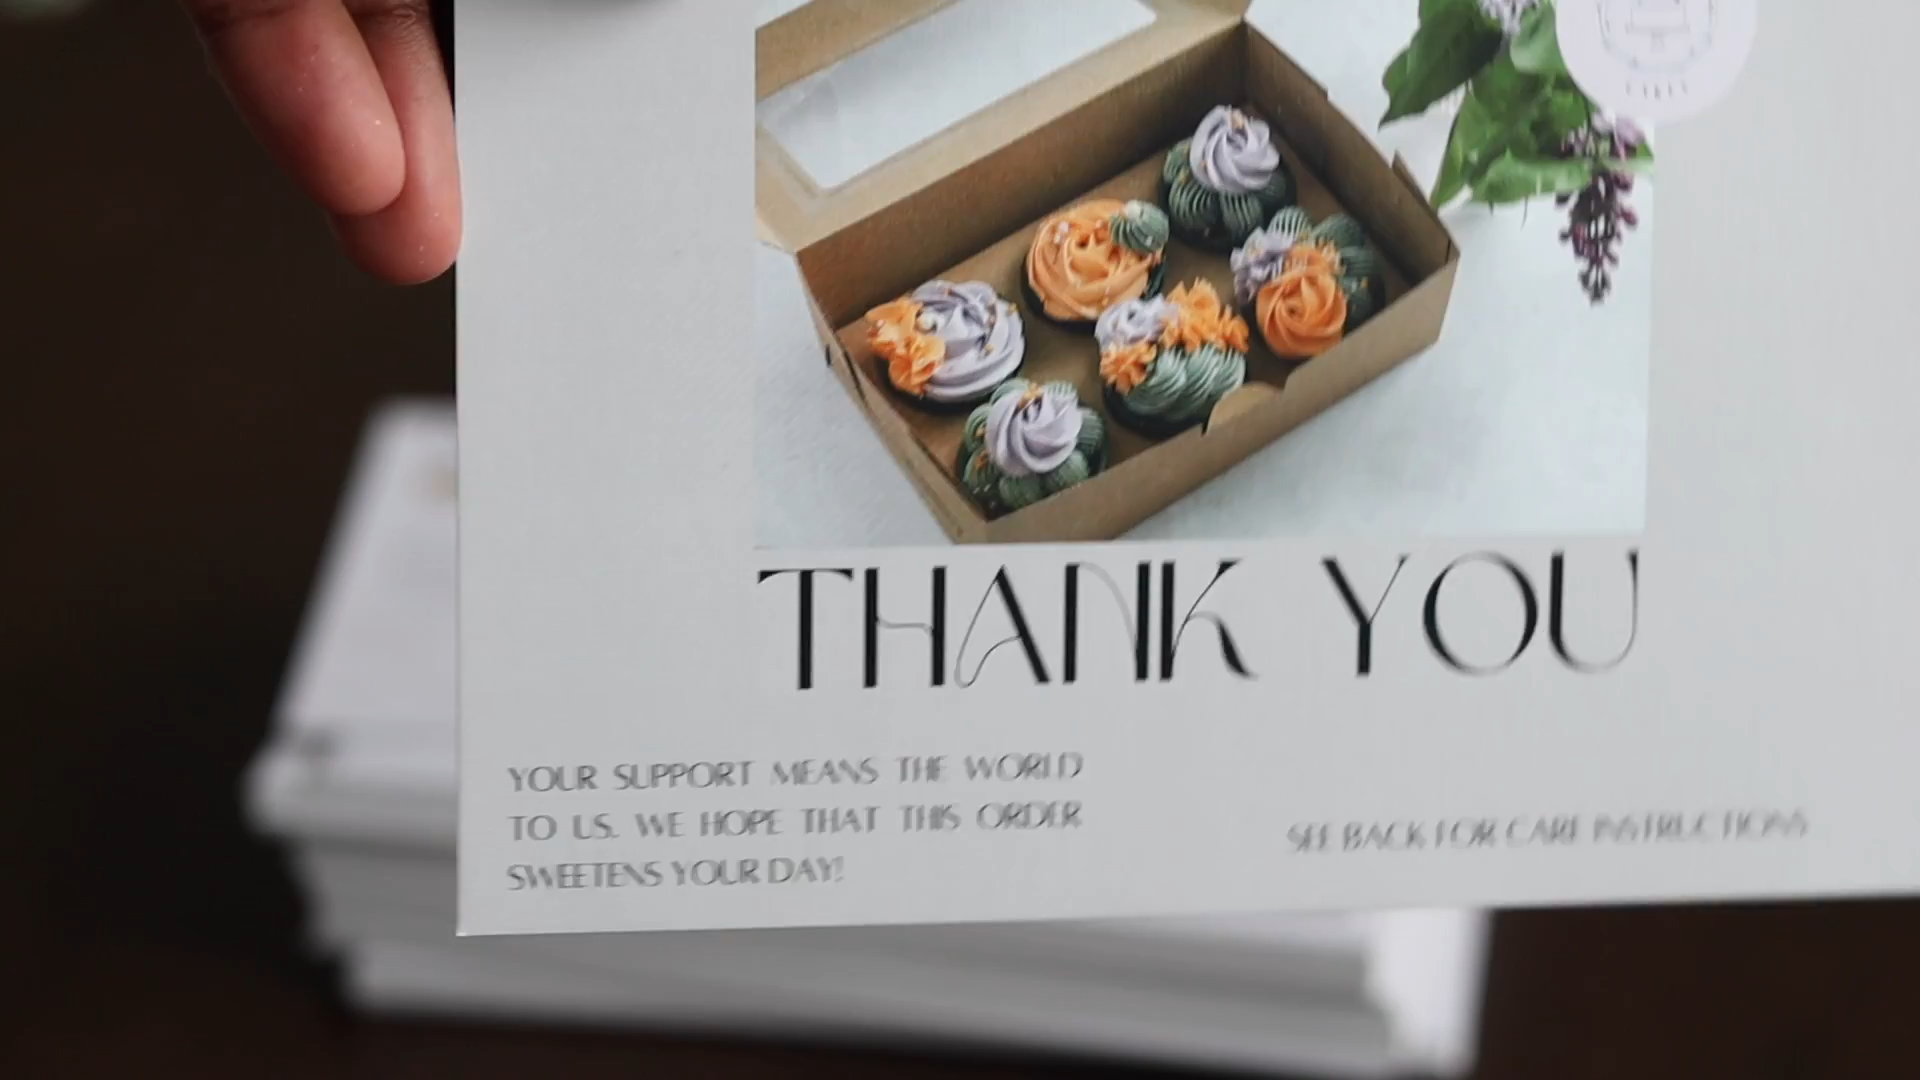 CAKES
THANK YOU
YOUR SUPPORT MEANS THE WORLD
TO US. WE HOPE THAT THIS ORDER
SWEETENS YOUR DAY!
SEE BACK FOR CARE INSTRUCTIONS